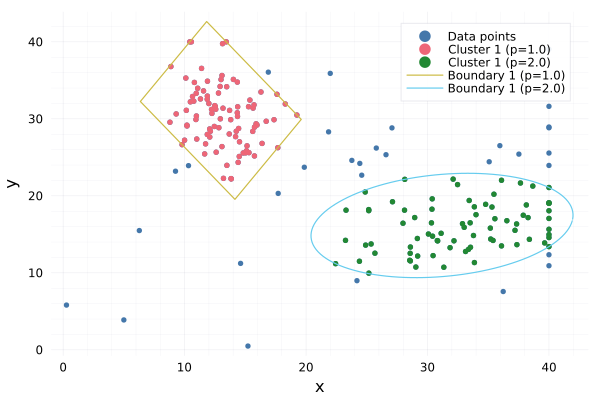 Data points
Cluster 1 (p=1.0)
Cluster 1 (p=2.0)
Boundary 1 (p=1.0)
Boundary 1 (p=2.0)
40
30
20
10
0
y
0 10 20 30 40
x